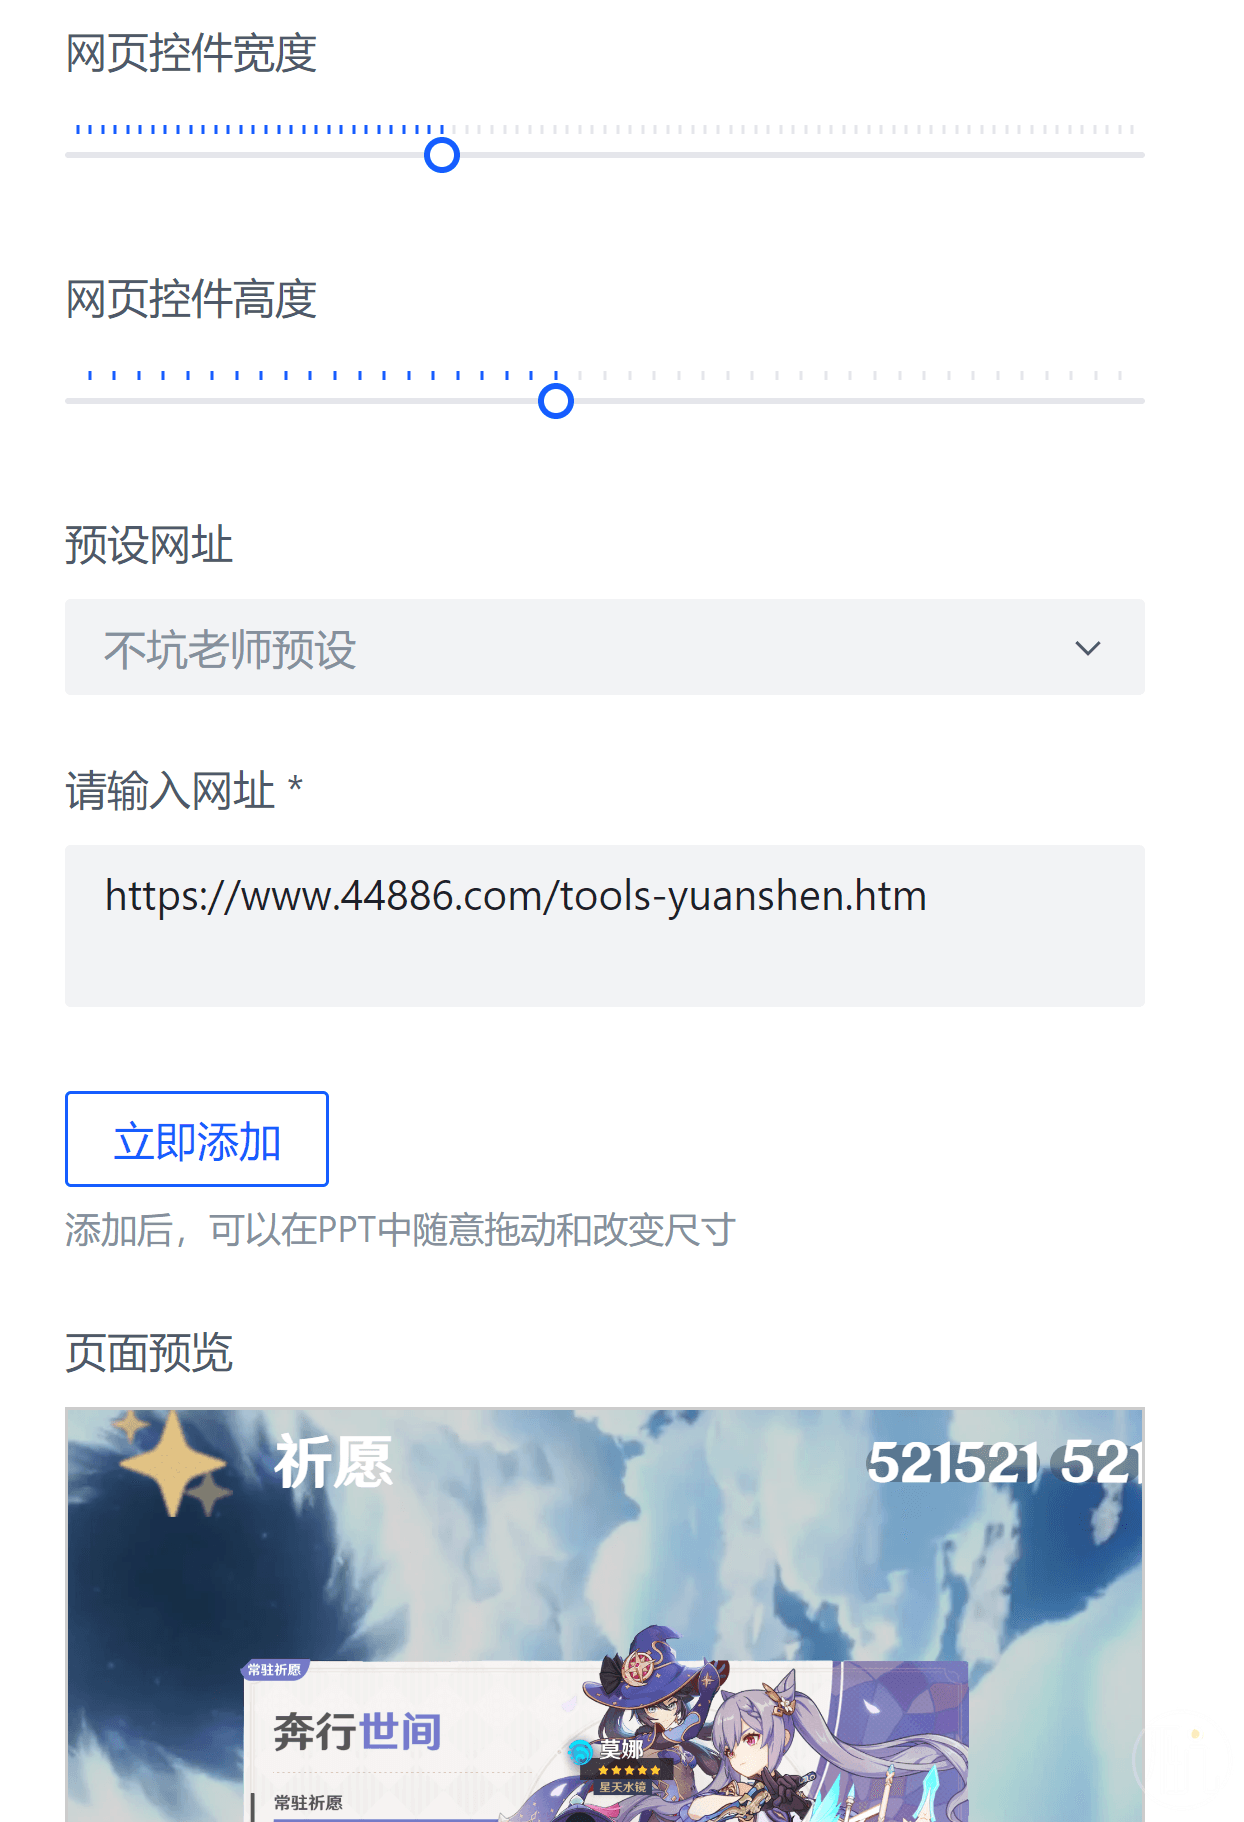 网页控件宽度
网页控件高度
预设网址
不坑老师预设
请输入网址 *
https://www.44886.com/tools-yuanshen.htm
立即添加
添加后，可以在PPT中随意拖动和改变尺寸
页面预览
祈愿
521521 521
常驻祈愿
奔行世间
莫娜
星天水镜
常驻祈愿